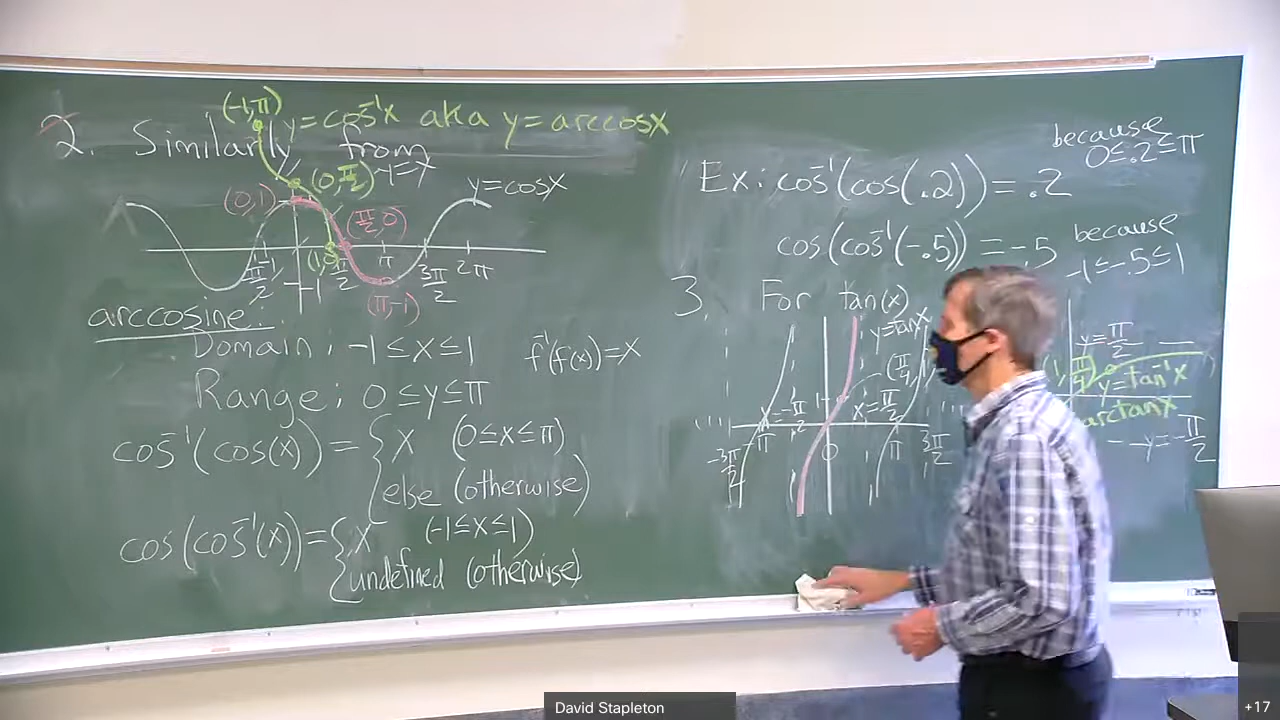 (-1,π)
y=cos⁻¹x aka y=arccosx
2. Similarly from
(0,π/2)
y=cosx
(0,1)
(π/2,0)
π
3π/2
2π
-1
(π,-1)
arccosine:
Domain: -1≤x≤1
f⁻¹(f(x))=x
Range: 0≤y≤π
cos⁻¹(cos(x))={x (0≤x≤π)
else (otherwise)
cos(cos⁻¹(x))={x (-1≤x≤1)
undefined (otherwise)
because
0≤.2≤π
Ex: cos⁻¹(cos(.2))=.2
because
cos(cos⁻¹(-.5))=-.5
-1≤-.5≤1
3. For tan(x)
y=tanx
x=-π/2
x=π/2
-3π/2
-π
0
π
3π/2
y=π/2
y=tan⁻¹x
arctanx
y=-π/2
David Stapleton
+17